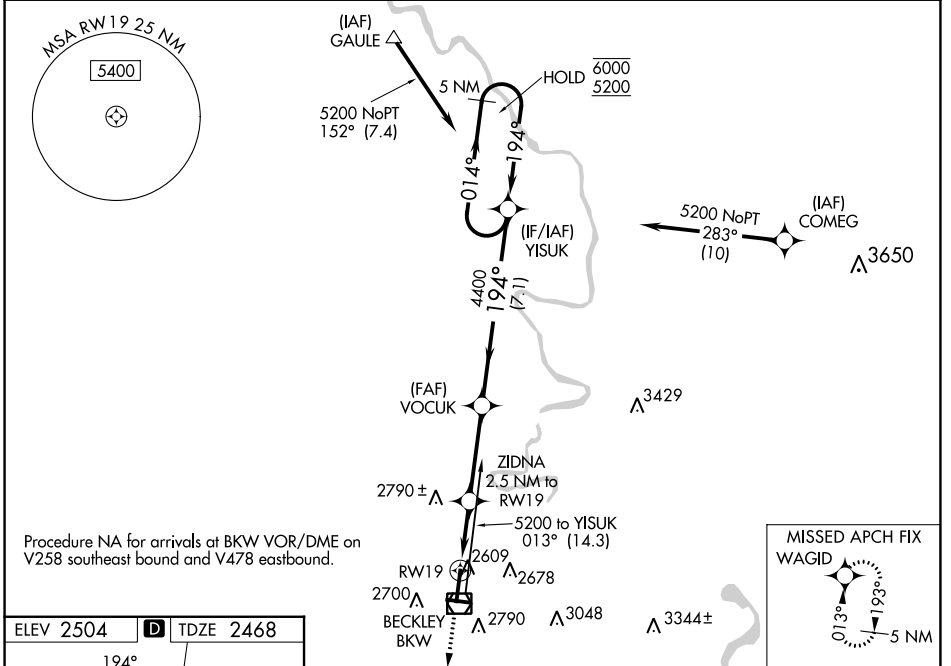 MSA RW19 25 NM
5400
(IAF)
GAULE
5200 NoPT
152° (7.4)
5 NM
HOLD
6000
5200
014°
194°
(IF/IAF)
YISUK
5200 NoPT
283°
(10)
(IAF)
COMEG
3650
4400
194°
(7.1)
(FAF)
VOCUK
3429
ZIDNA
2.5 NM to
RW19
2790 ±
5200 to YISUK
013° (14.3)
Procedure NA for arrivals at BKW VOR/DME on
V258 southeast bound and V478 eastbound.
RW19
2609
2678
2700
BECKLEY
BKW
2790
3048
3344±
MISSED APCH FIX
WAGID
013°
193°
5 NM
ELEV 2504
D
TDZE 2468
194°